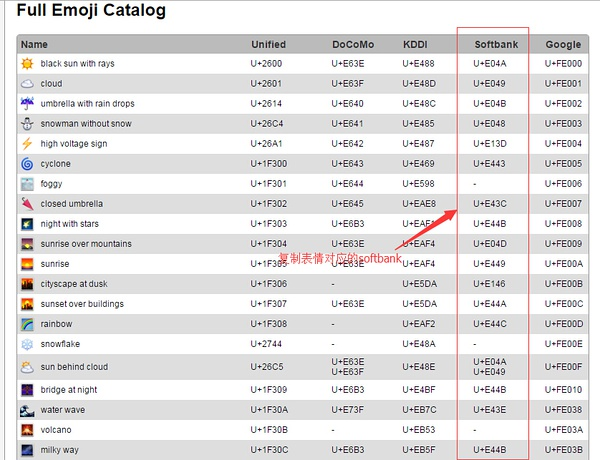 Full Emoji Catalog
Name Unified DoCoMo KDDI Softbank Google
black sun with rays U+2600 U+E63E U+E488 U+E04A U+FE000
cloud U+2601 U+E63F U+E48D U+E049 U+FE001
umbrella with rain drops U+2614 U+E640 U+E48C U+E04B U+FE002
snowman without snow U+26C4 U+E641 U+E485 U+E048 U+FE003
high voltage sign U+26A1 U+E642 U+E487 U+E13D U+FE004
cyclone U+1F300 U+E643 U+E469 U+E443 U+FE005
foggy U+1F301 U+E644 U+E598 - U+FE006
closed umbrella U+1F302 U+E645 U+EAE8 U+E43C U+FE007
night with stars U+1F303 U+E6B3 U+E44B U+FE008
sunrise over mountains U+1F304 U+E63E U+EAF4 U+E04D U+FE009
复制表情对应的softbank
sunrise U+E63E U+EAF4 U+E449 U+FE00A
cityscape at dusk U+1F306 - U+E5DA U+E146 U+FE00B
sunset over buildings U+1F307 U+E63E U+E5DA U+E44A U+FE00C
rainbow U+1F308 - U+EAF2 U+E44C U+FE00D
snowflake U+2744 - U+E48A - U+FE00E
sun behind cloud U+26C5 U+E63E U+E63F U+E48E U+E04A U+E049 U+FE00F
bridge at night U+1F309 U+E6B3 U+E4BF U+E44B U+FE010
water wave U+1F30A U+E73F U+EB7C U+E43E U+FE038
volcano U+1F30B - U+EB53 - U+FE03A
milky way U+1F30C U+E6B3 U+EB5F U+E44B U+FE03B